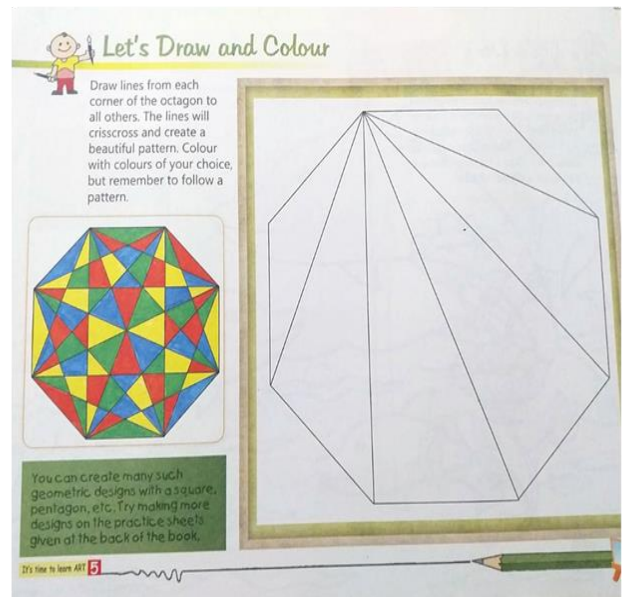 Let's Draw and Colour
Draw lines from each
corner of the octagon to
all others. The lines will
crisscross and create a
beautiful pattern. Colour
with colours of your choice,
but remember to follow a
pattern.
You can create many such
geometric designs with a square,
pentagon, etc. Try making more
designs on the practice sheets
given at the back of the book.
It's time to learn ART 5